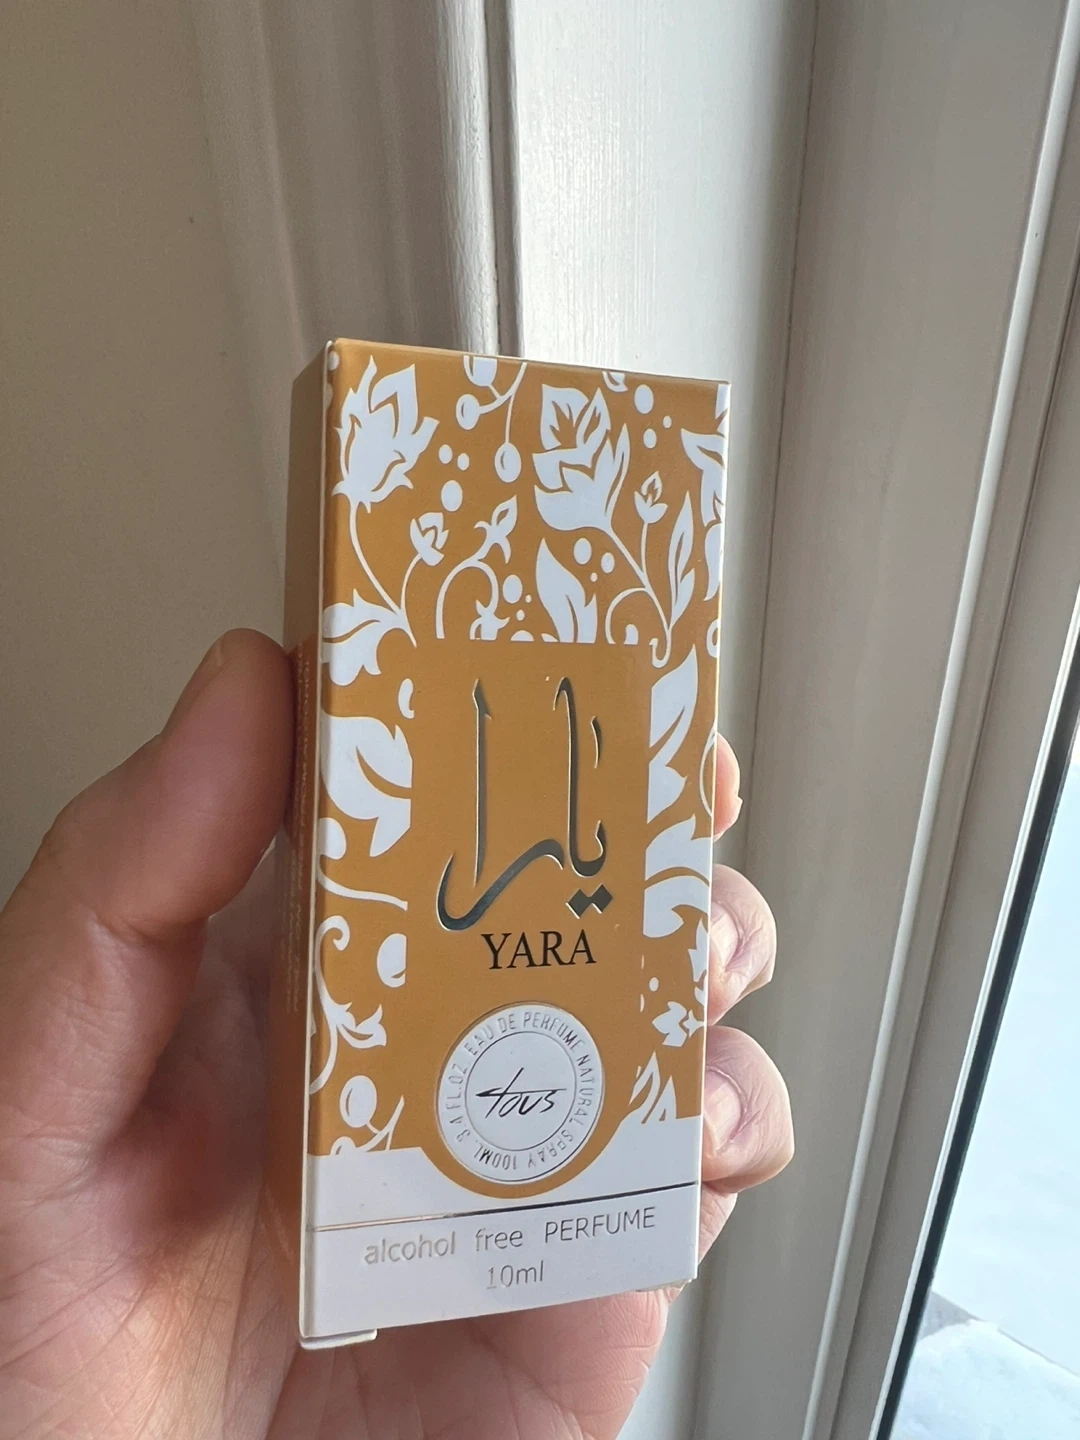 يارا
YARA
EAU DE PERFUME NATURAL SPRAY 100ML. 3.4 FL.OZ
tous
alcohol free PERFUME
10ml